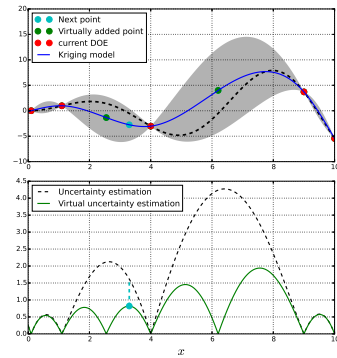 20
15
10
5
0
−5
−10
Next point
Virtually added point
current DOE
Kriging model
0 2 4 6 8 10
4.5
4.0
3.5
3.0
2.5
2.0
1.5
1.0
0.5
0.0
Uncertainty estimation
Virtual uncertainty estimation
0 2 4 6 8 10
x